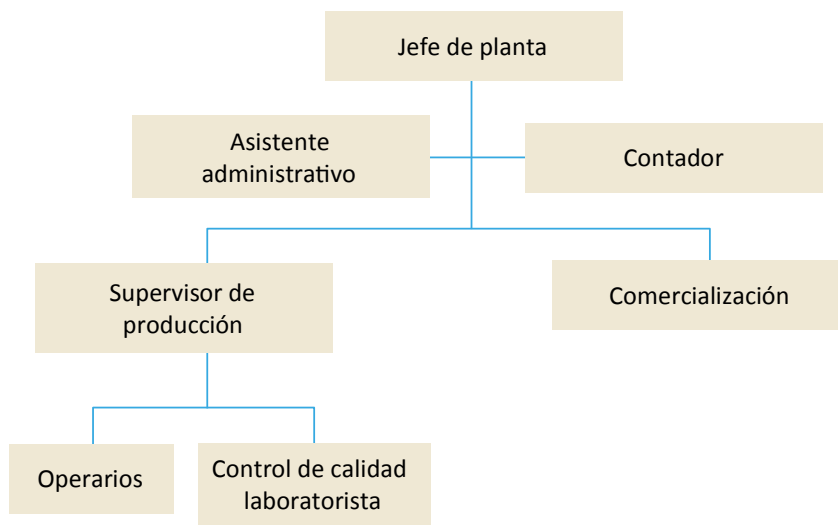 Jefe de planta
Asistente
administrativo
Contador
Supervisor de
producción
Comercialización
Operarios
Control de calidad
laboratorista